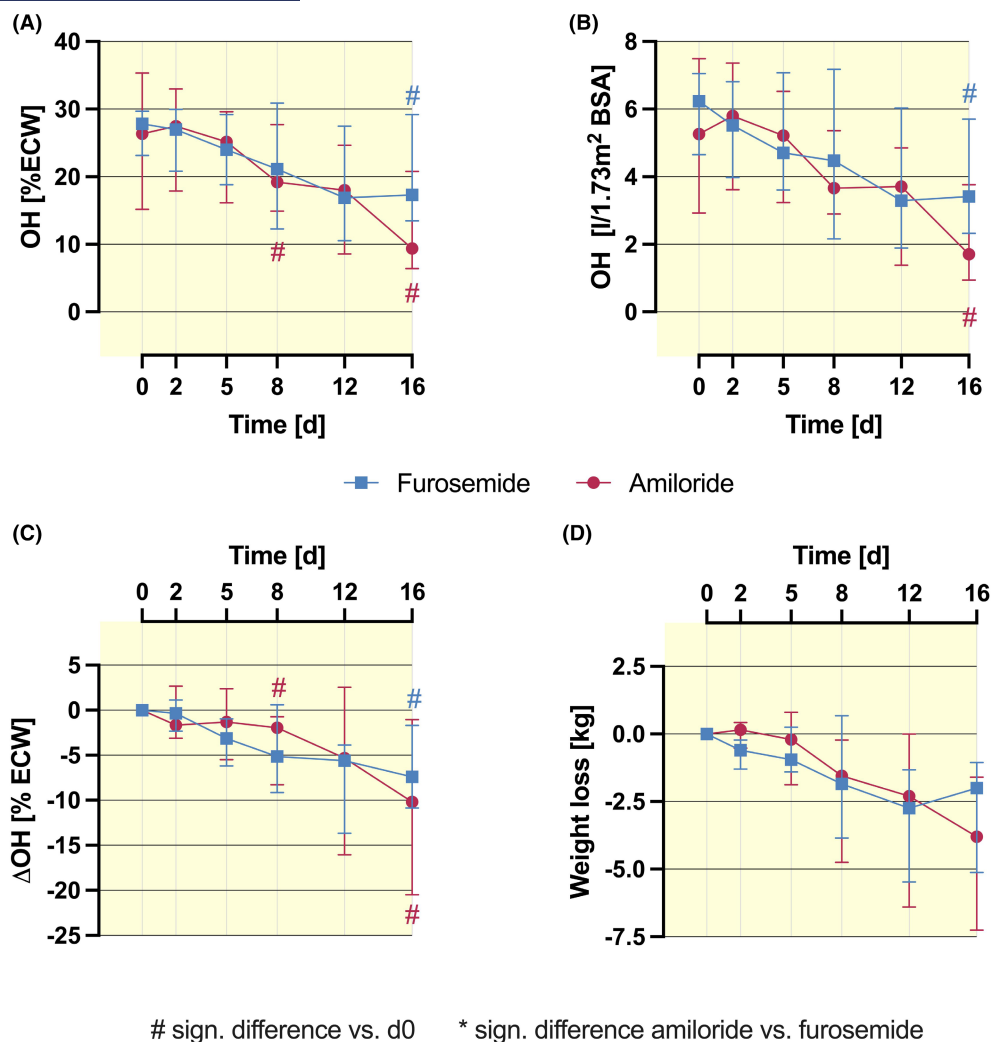 (A)
40
30
20
10
0
OH [%ECW]
#
#
#
0 2 5 8 12 16
Time [d]
(B)
8
6
4
2
0
OH [l/1.73m² BSA]
#
#
0 2 5 8 12 16
Time [d]
Furosemide Amiloride
(C)
Time [d]
0 2 5 8 12 16
5
0
-5
-10
-15
-20
-25
ΔOH [% ECW]
#
#
#
(D)
Time [d]
0 2 5 8 12 16
2.5
0.0
-2.5
-5.0
-7.5
Weight loss [kg]
# sign. difference vs. d0 * sign. difference amiloride vs. furosemide